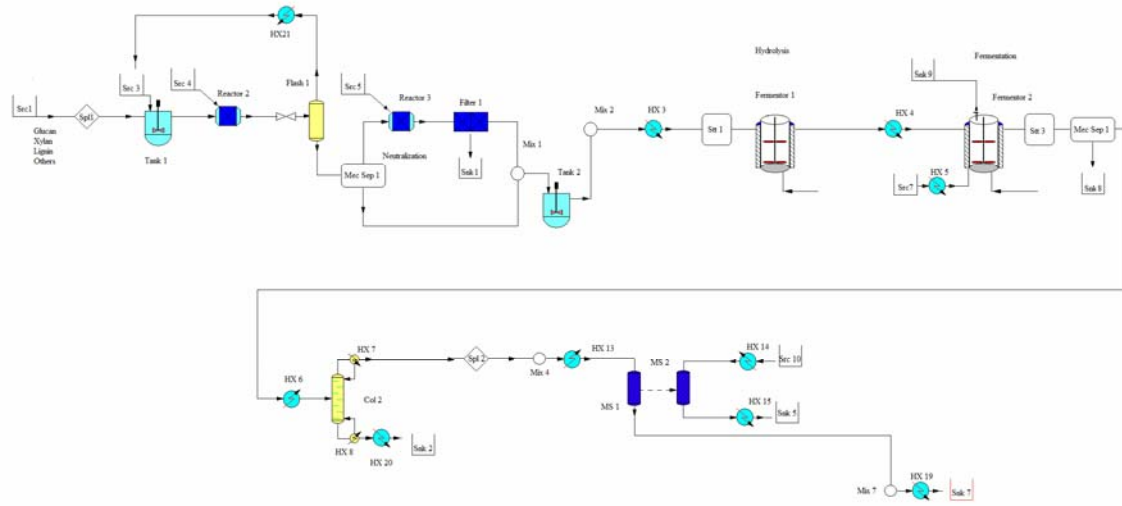 HX21
Hydrolysis
Fermentation
Src 3
Src 4
Flash 1
Src 5
Snk 9
Src1
Spl1
Reactor 2
Reactor 3
Filter 1
Mix 2
HX 3
Fermentor 1
HX 4
Fermentor 2
Glucan
Xylan
Lignin
Others
Tank 1
Neutralization
Mec Sep 1
Snk 1
Mix 1
Tank 2
Str 1
Str 3
Mec Sep 1
Src7
HX 5
Snk 8
HX 7
Spl 2
Mix 4
HX 13
MS 2
HX 14
Src 10
HX 6
Col 2
MS 1
HX 15
Snk 5
HX 8
HX 20
Snk 2
Mix 7
HX 19
Snk 7